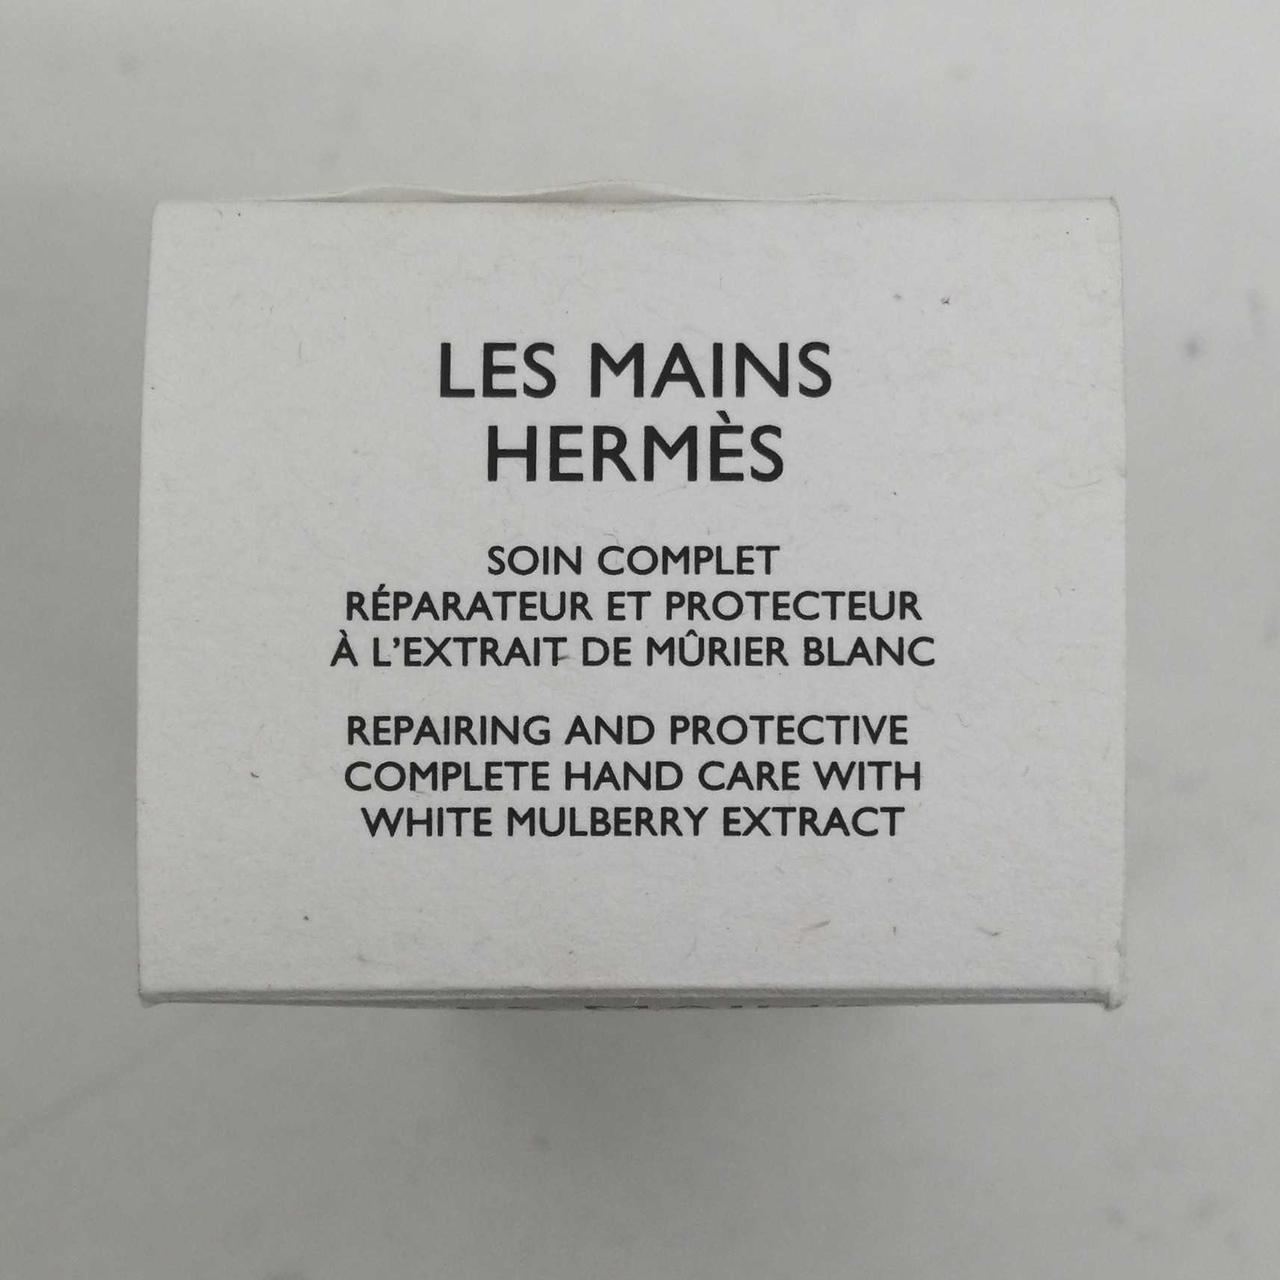 LES MAINS
HERMÈS
SOIN COMPLET
RÉPARATEUR ET PROTECTEUR
À L'EXTRAIT DE MÛRIER BLANC
REPAIRING AND PROTECTIVE
COMPLETE HAND CARE WITH
WHITE MULBERRY EXTRACT